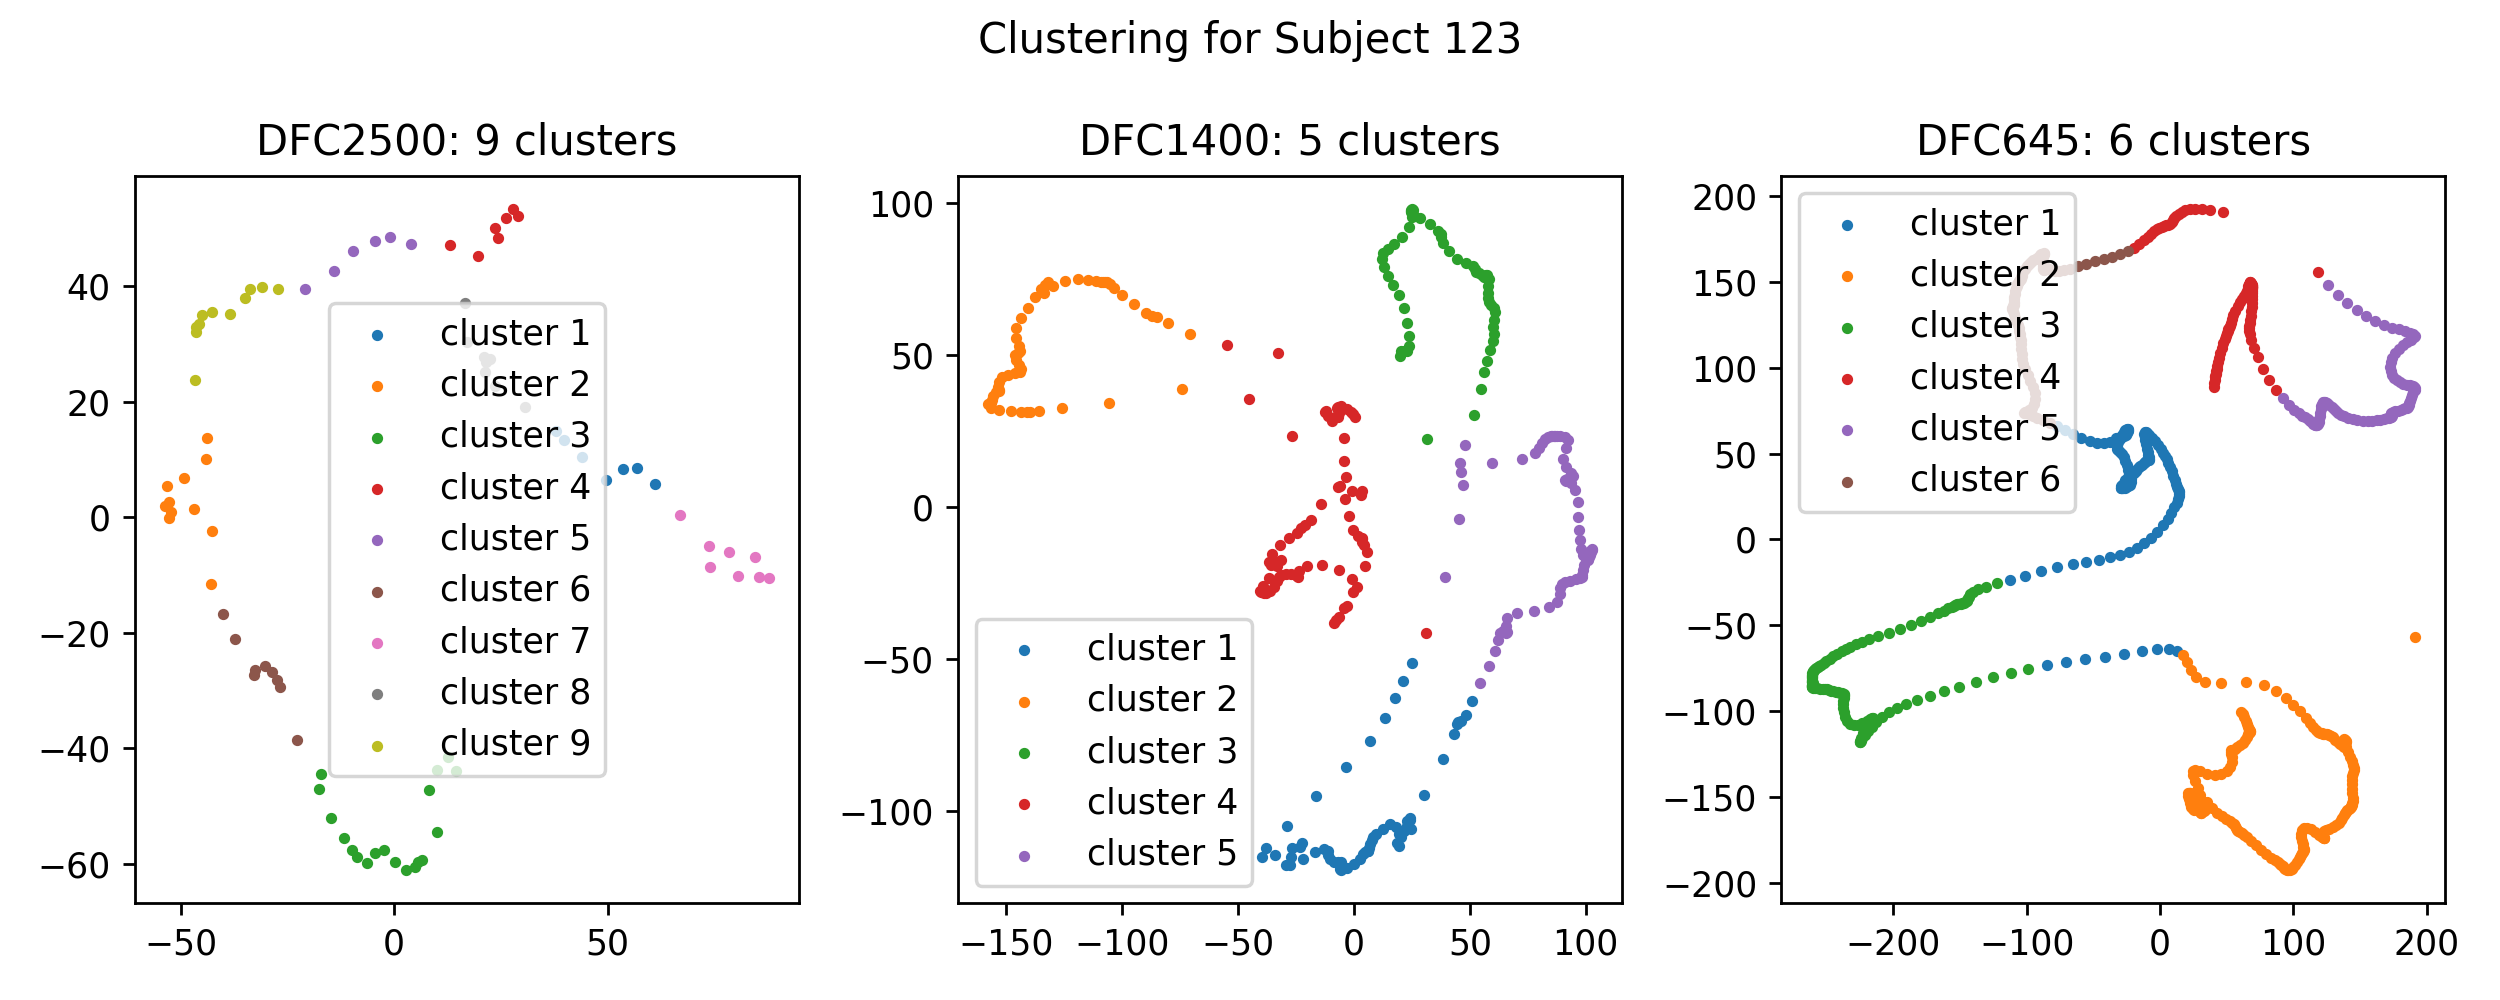 Clustering for Subject 123
DFC2500: 9 clusters
40
20
0
−20
−40
−60
−50
0
50
cluster 1
cluster 2
cluster 3
cluster 4
cluster 5
cluster 6
cluster 7
cluster 8
cluster 9
DFC1400: 5 clusters
100
50
0
−50
−100
−150
−100
−50
0
50
100
cluster 1
cluster 2
cluster 3
cluster 4
cluster 5
DFC645: 6 clusters
200
150
100
50
0
−50
−100
−150
−200
−200
−100
0
100
200
cluster 1
cluster 2
cluster 3
cluster 4
cluster 5
cluster 6